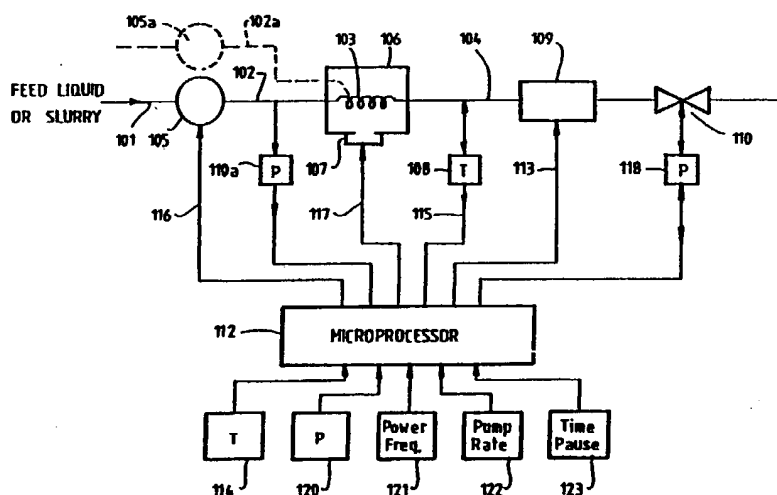 105a
102a
103
106
104
109
FEED LIQUID
OR SLURRY
102
101
105
110a
P
107
108
T
113
110
P
118
116
117
115
112
MICROPROCESSOR
T
P
Power
Freq.
Pump
Rate
Time
Pause
114
120
121
122
123